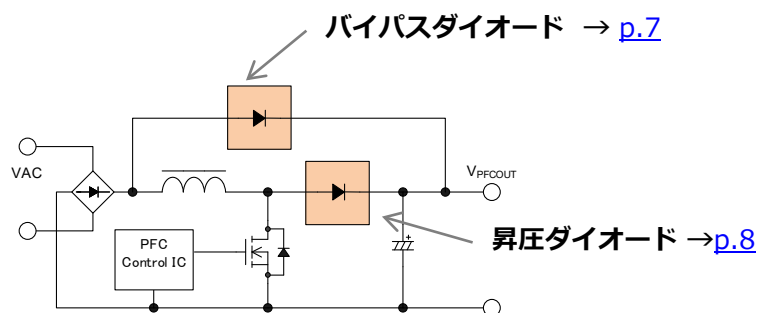 バイパスダイオード → p.7
VAC
VPFCOUT
昇圧ダイオード →p.8
PFC
Control IC
+